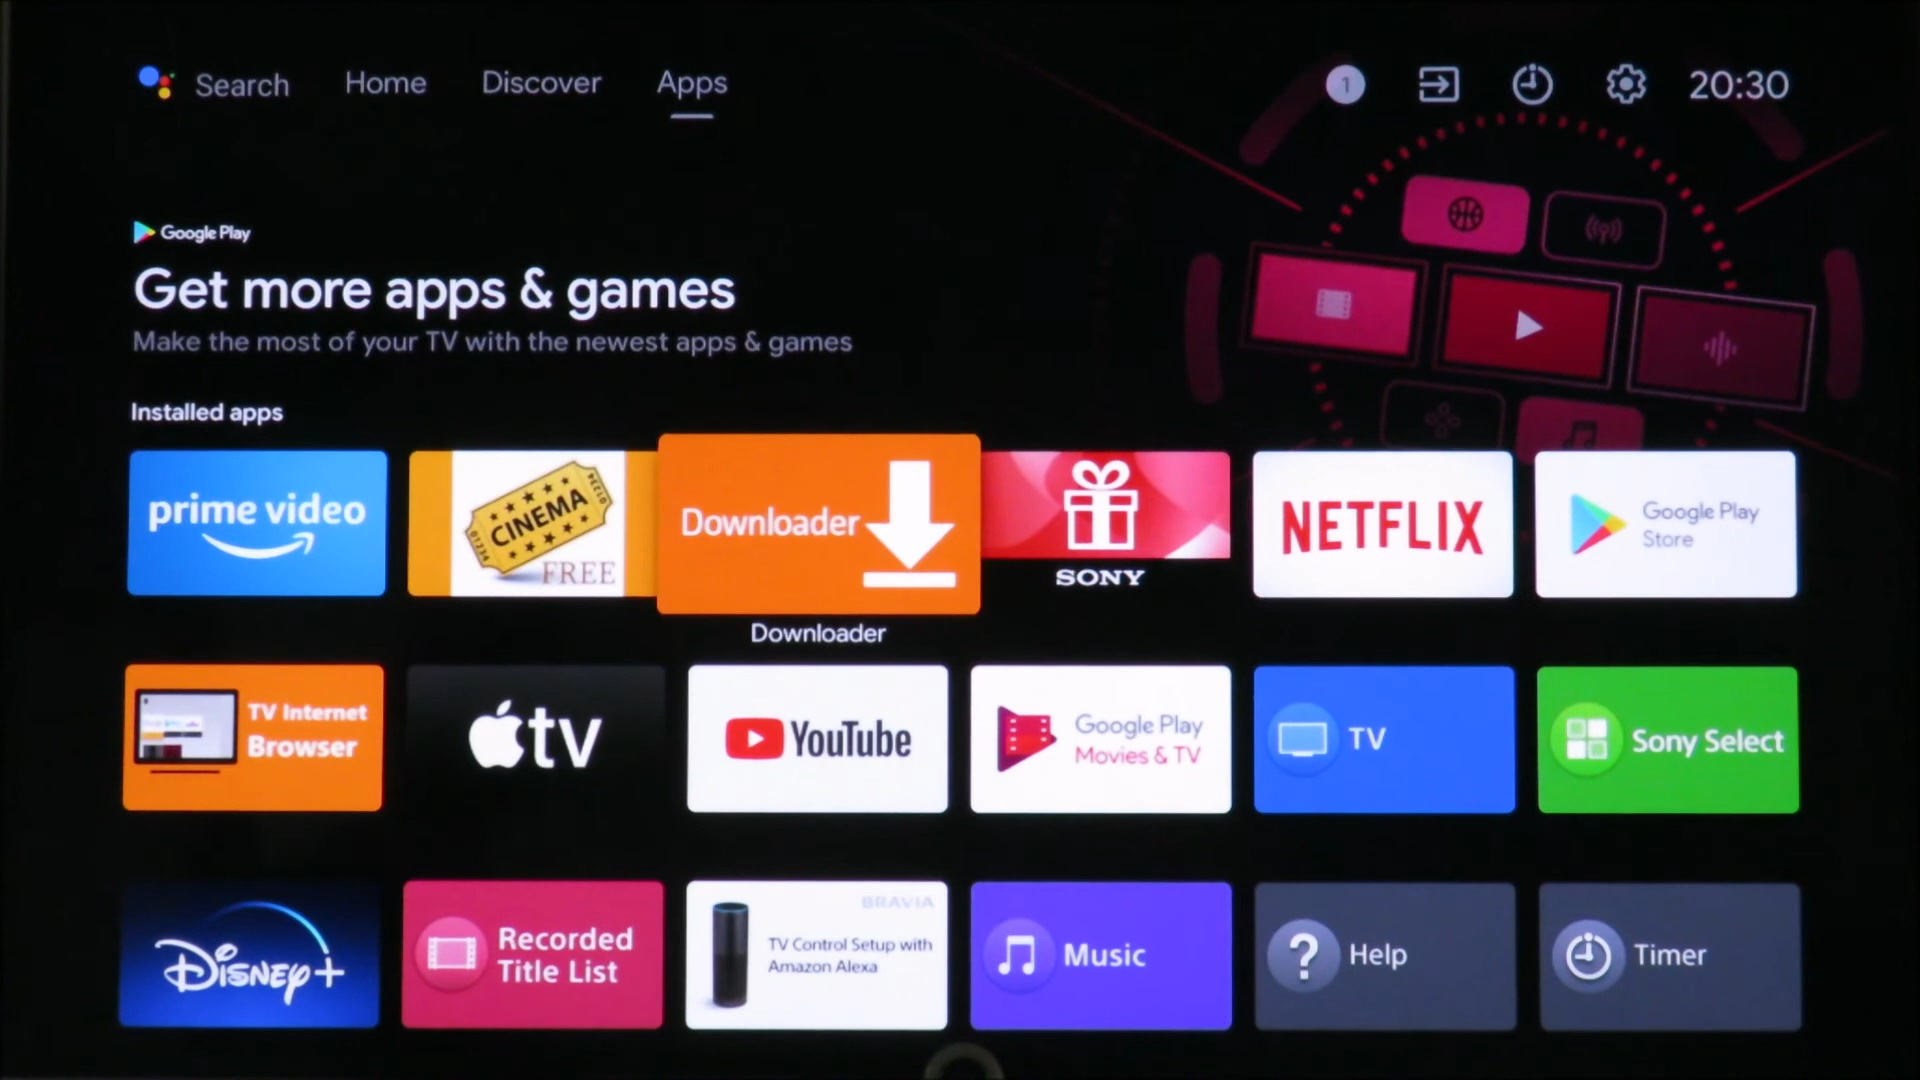 Search Home Discover Apps
1
20:30
Google Play
Get more apps & games
Make the most of your TV with the newest apps & games
Installed apps
prime video
01234
CINEMA
01234
FREE
Downloader
Downloader
SONY
NETFLIX
Google Play
Store
TV Internet
Browser
tv
YouTube
Google Play
Movies & TV
TV
Sony Select
Disney+
Recorded
Title List
BRAVIA
TV Control Setup with
Amazon Alexa
Music
Help
Timer